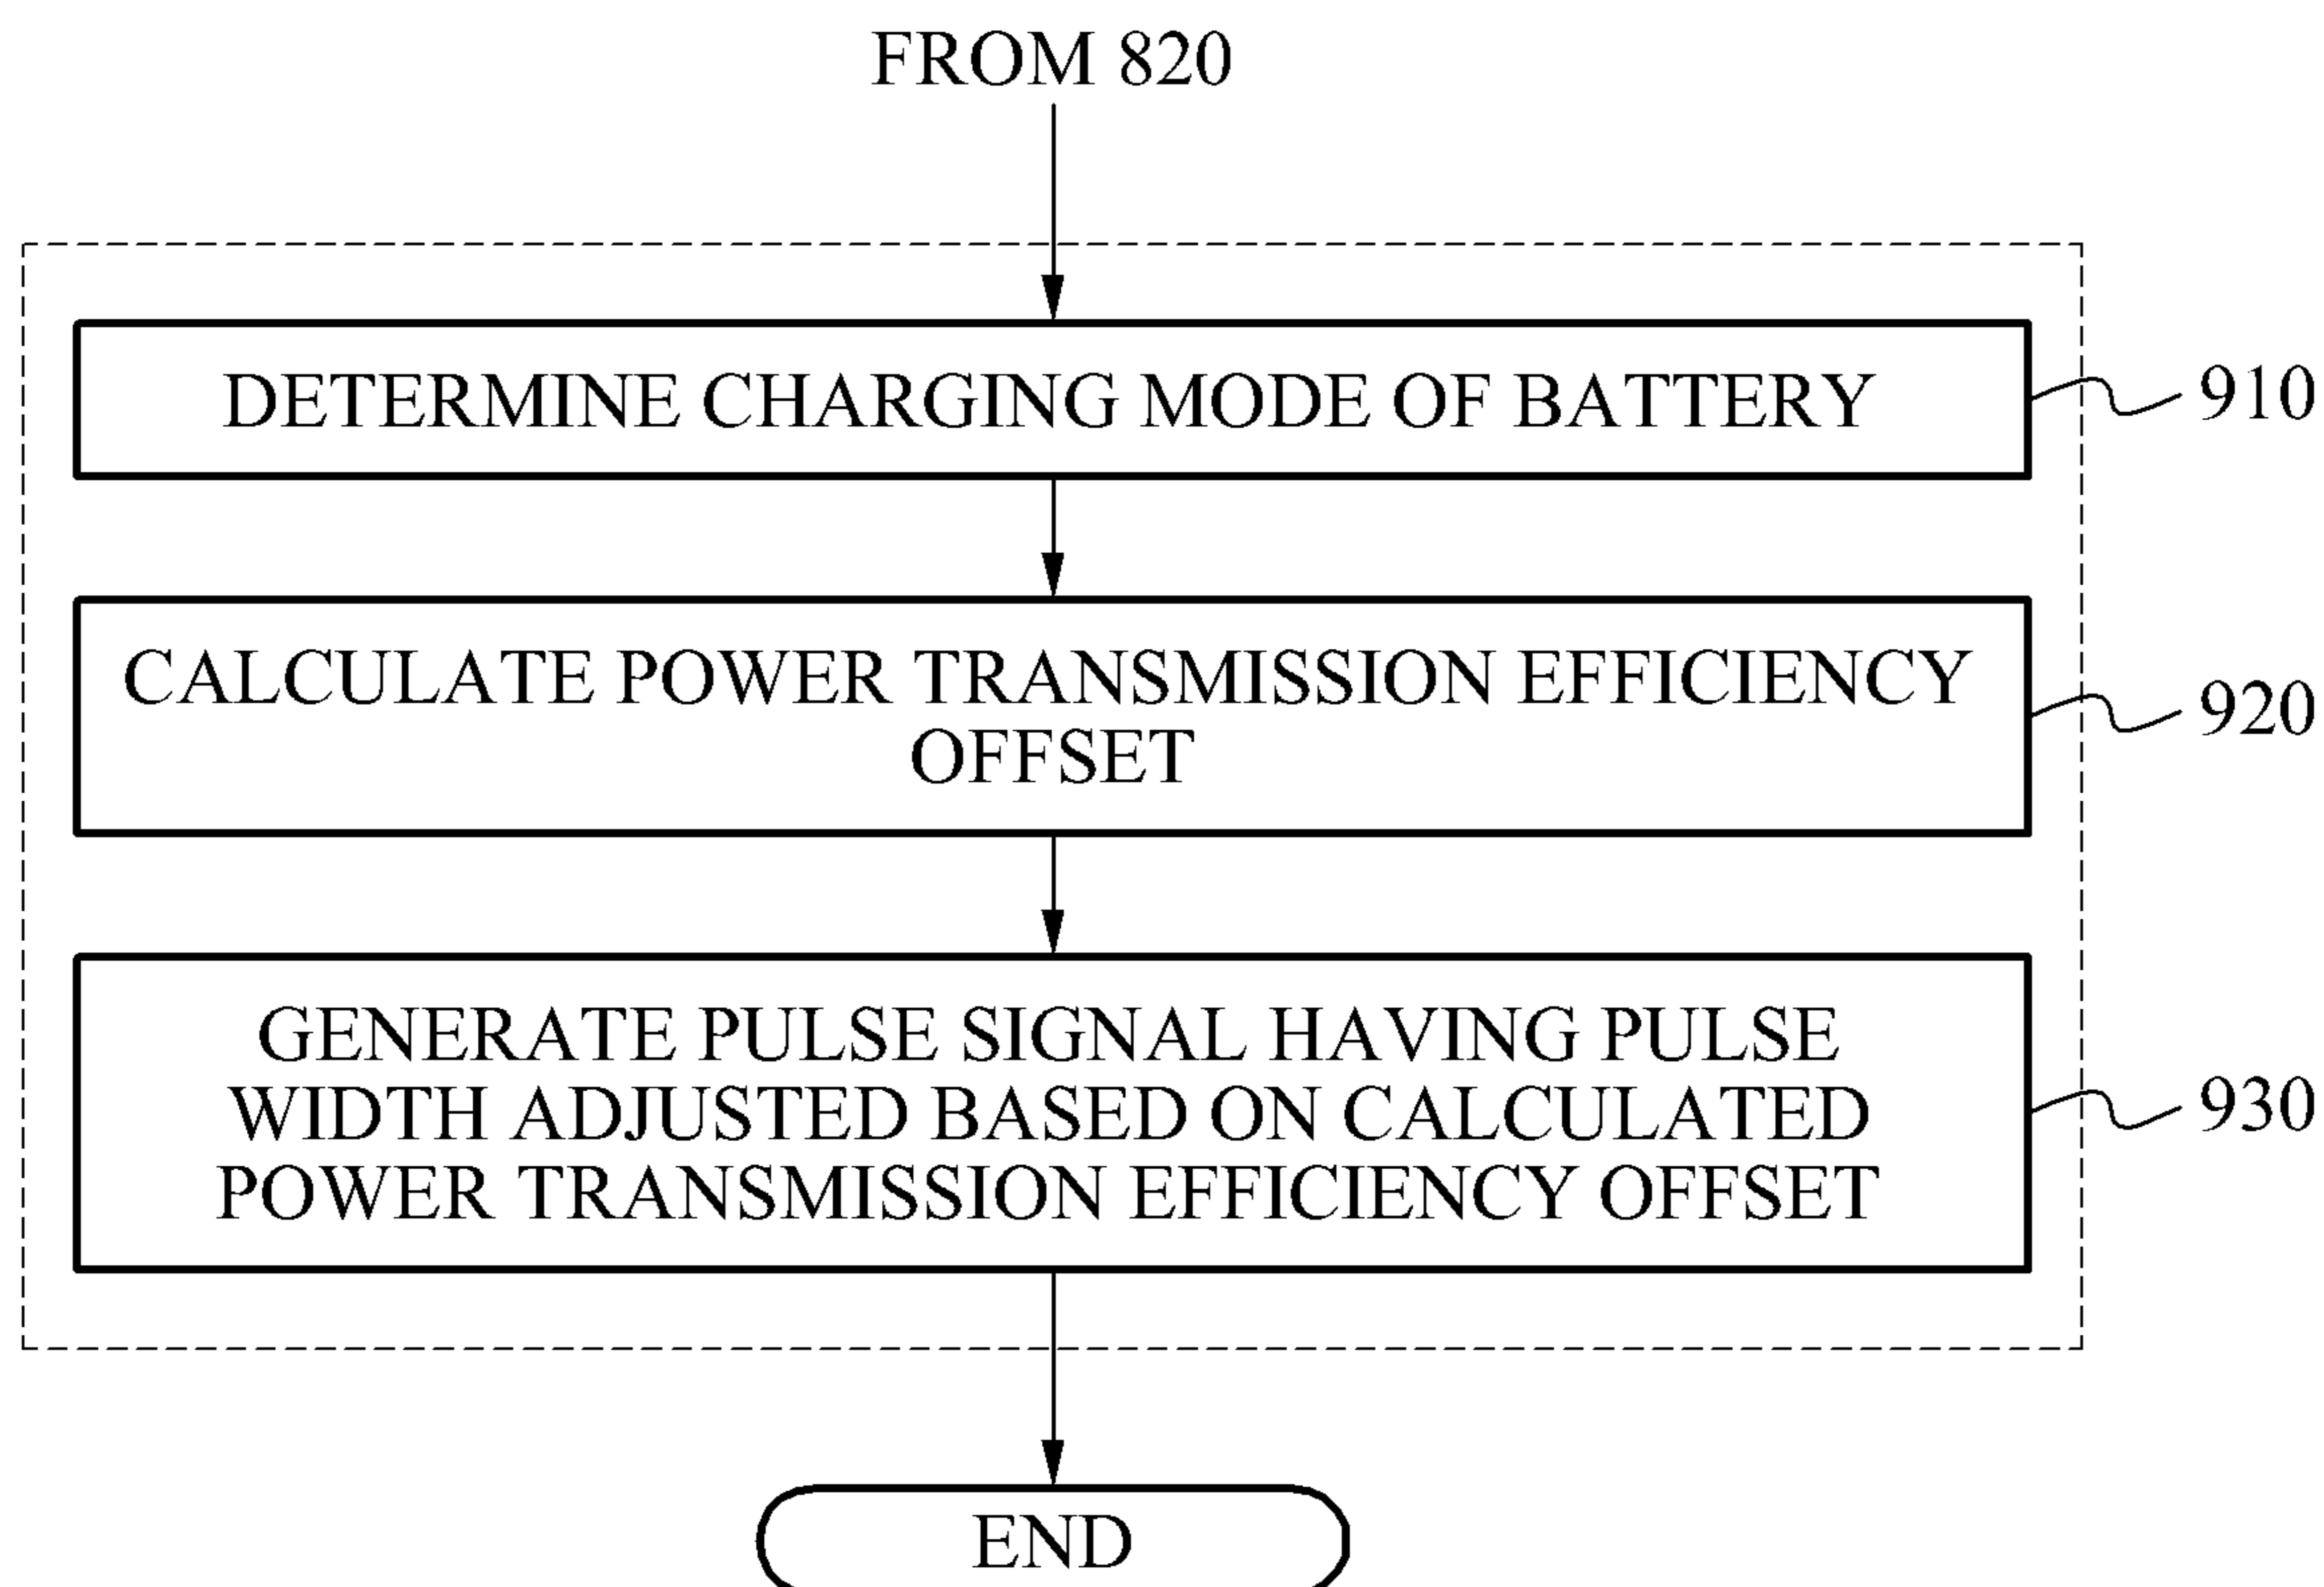 FROM 820
DETERMINE CHARGING MODE OF BATTERY
910
CALCULATE POWER TRANSMISSION EFFICIENCY
OFFSET
920
GENERATE PULSE SIGNAL HAVING PULSE
WIDTH ADJUSTED BASED ON CALCULATED
POWER TRANSMISSION EFFICIENCY OFFSET
930
END